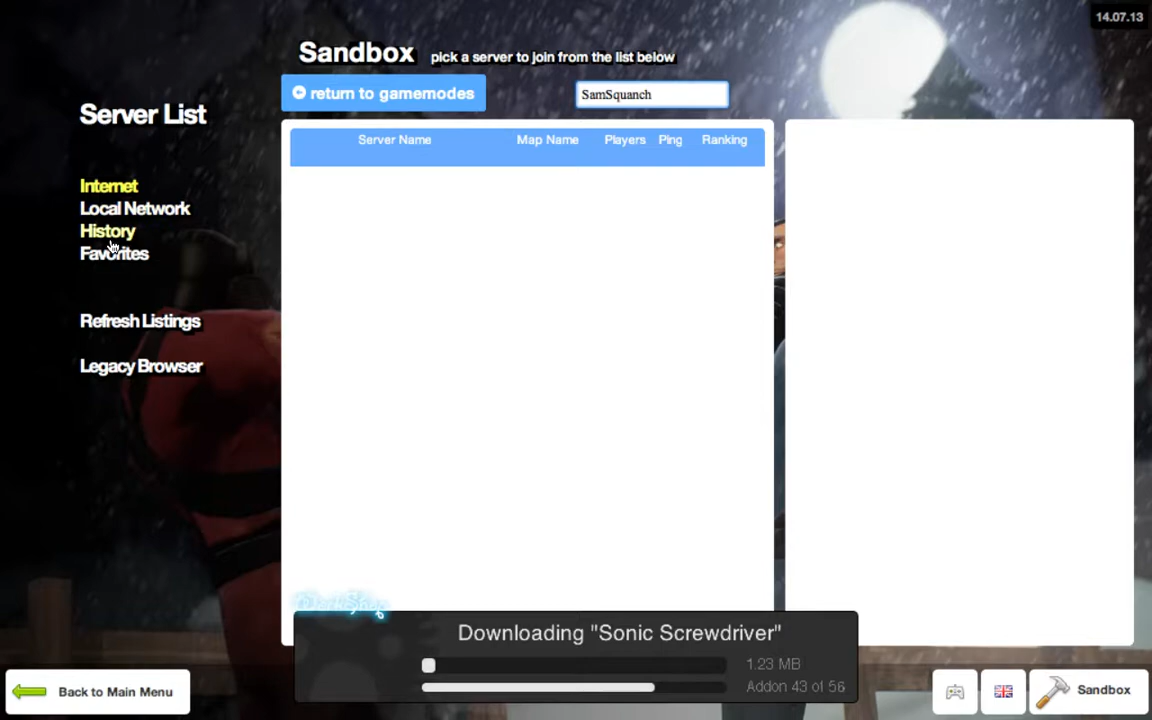 14.07.13
Sandbox pick a server to join from the list below
return to gamemodes
SamSquanch
Server List
Server Name Map Name Players Ping Ranking
Internet
Local Network
History
Favorites
Refresh Listings
Legacy Browser
WorkShop
Downloading "Sonic Screwdriver"
1.23 MB
Addon 43 of 56
Back to Main Menu
Sandbox